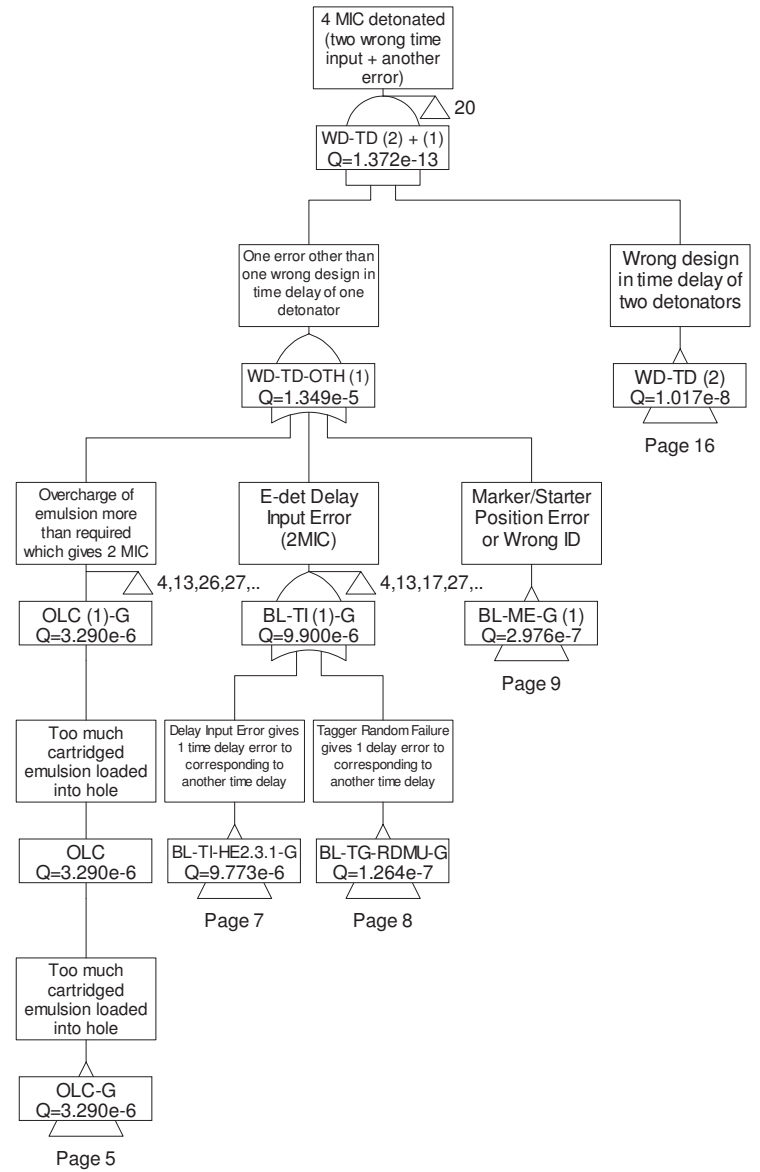 4 MIC detonated
(two wrong time
input + another
error)
20
WD-TD (2) + (1)
Q=1.372e-13
One error other than
one wrong design in
time delay of one
detonator
Wrong design
in time delay of
two detonators
WD-TD-OTH (1)
Q=1.349e-5
WD-TD (2)
Q=1.017e-8
Page 16
Overcharge of
emulsion more
than required
which gives 2 MIC
E-det Delay
Input Error
(2MIC)
Marker/Starter
Position Error
or Wrong ID
4,13,26,27,..
4,13,17,27,..
OLC (1)-G
Q=3.290e-6
BL-TI (1)-G
Q=9.900e-6
BL-ME-G (1)
Q=2.976e-7
Page 9
Too much
cartridged
emulsion loaded
into hole
Delay Input Error gives
1 time delay error to
corresponding to
another time delay
Tagger Random Failure
gives 1 delay error to
corresponding to
another time delay
OLC
Q=3.290e-6
BL-TI-HE2.3.1-G
Q=9.773e-6
BL-TG-RDMU-G
Q=1.264e-7
Page 7
Page 8
Too much
cartridged
emulsion loaded
into hole
OLC-G
Q=3.290e-6
Page 5